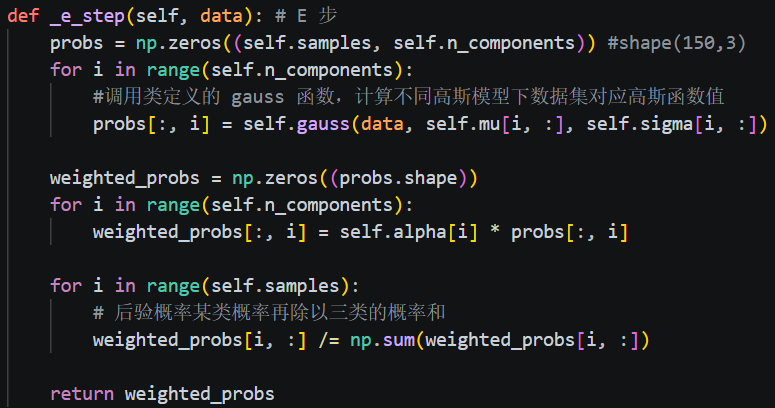 def _e_step(self, data): # E 步
    probs = np.zeros((self.samples, self.n_components)) #shape(150,3)
    for i in range(self.n_components):
        #调用类定义的 gauss 函数，计算不同高斯模型下数据集对应高斯函数值
        probs[:, i] = self.gauss(data, self.mu[i, :], self.sigma[i, :])

    weighted_probs = np.zeros((probs.shape))
    for i in range(self.n_components):
        weighted_probs[:, i] = self.alpha[i] * probs[:, i]

    for i in range(self.samples):
        # 后验概率某类概率再除以三类的概率和
        weighted_probs[i, :] /= np.sum(weighted_probs[i, :])

    return weighted_probs